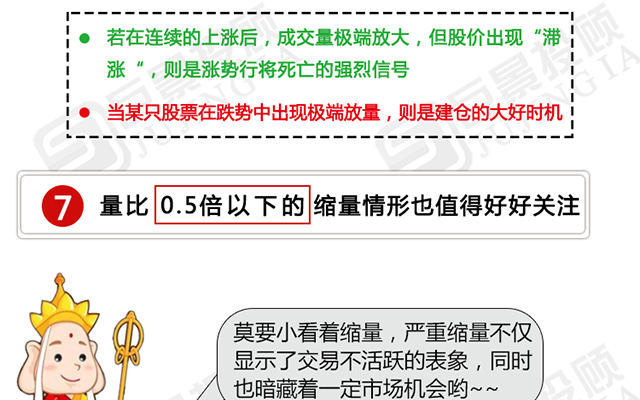 若在连续的上涨后，成交量极端放大，但股价出现“滞
涨“，则是涨势行将死亡的强烈信号
当某只股票在跌势中出现极端放量，则是建仓的大好时机
7 量比 0.5倍以下的 缩量情形也值得好好关注
莫要小看着缩量，严重缩量不仅
显示了交易不活跃的表象，同时
也暗藏着一定市场机会哟~~